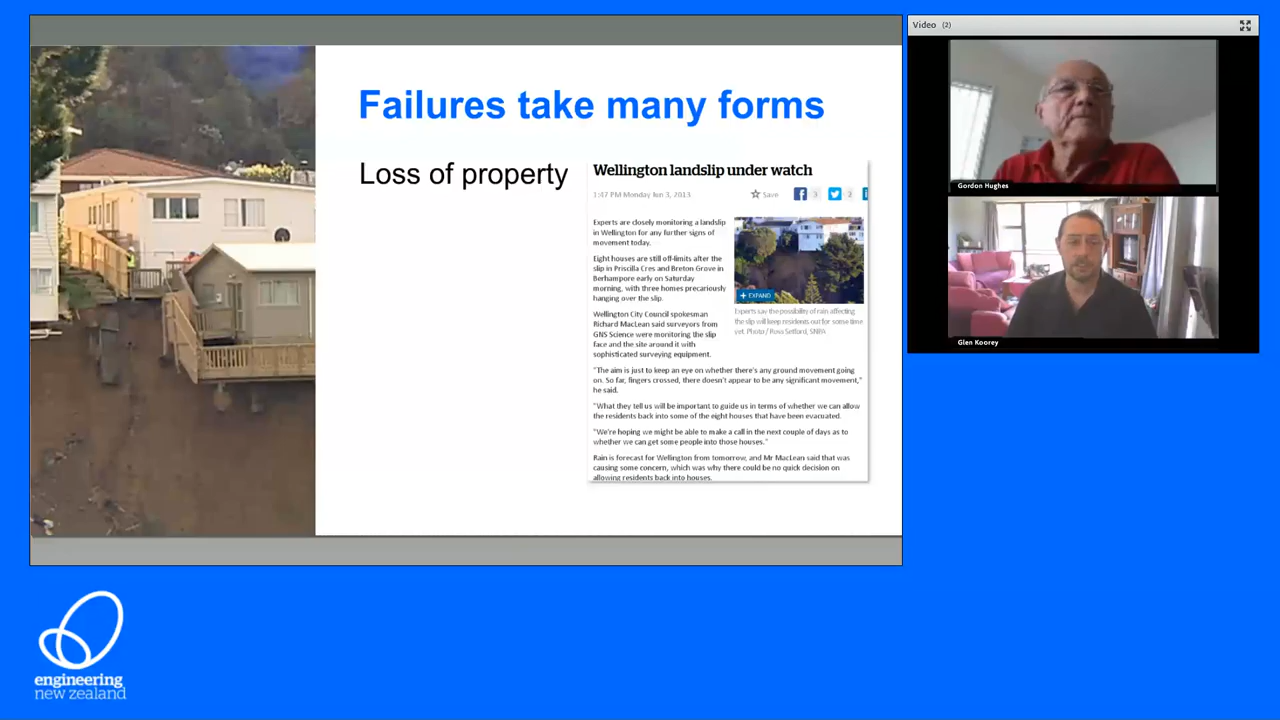 Failures take many forms
Loss of property
Wellington landslip under watch
1:47 PM Monday Jun 3, 2013
Save
3
2
Experts are closely monitoring a landslip
in Wellington for any further signs of
movement today.
Eight houses are still off-limits after the
slip in Priscilla Cres and Breton Grove in
Berhampore early on Saturday
morning, with three homes precariously
hanging over the slip.
Wellington City Council spokesman
Richard MacLean said surveyors from
GNS Science were monitoring the slip
face and the site around it with
sophisticated surveying equipment.
+ EXPAND
Experts say the possibility of rain affecting
the slip will keep residents out for some time
yet. Photo / Ross Setford, SNPA
"The aim is just to keep an eye on whether there's any ground movement going
on. So far, fingers crossed, there doesn't appear to be any significant movement,"
he said.
"What they tell us will be important to guide us in terms of whether we can allow
the residents back into some of the eight houses that have been evacuated.
"We're hoping we might be able to make a call in the next couple of days as to
whether we can get some people into those houses."
Rain is forecast for Wellington from tomorrow, and Mr MacLean said that was
causing some concern, which was why there could be no quick decision on
allowing residents back into houses.
Video (2)
Gordon Hughes
Glen Koorey
engineering
new zealand